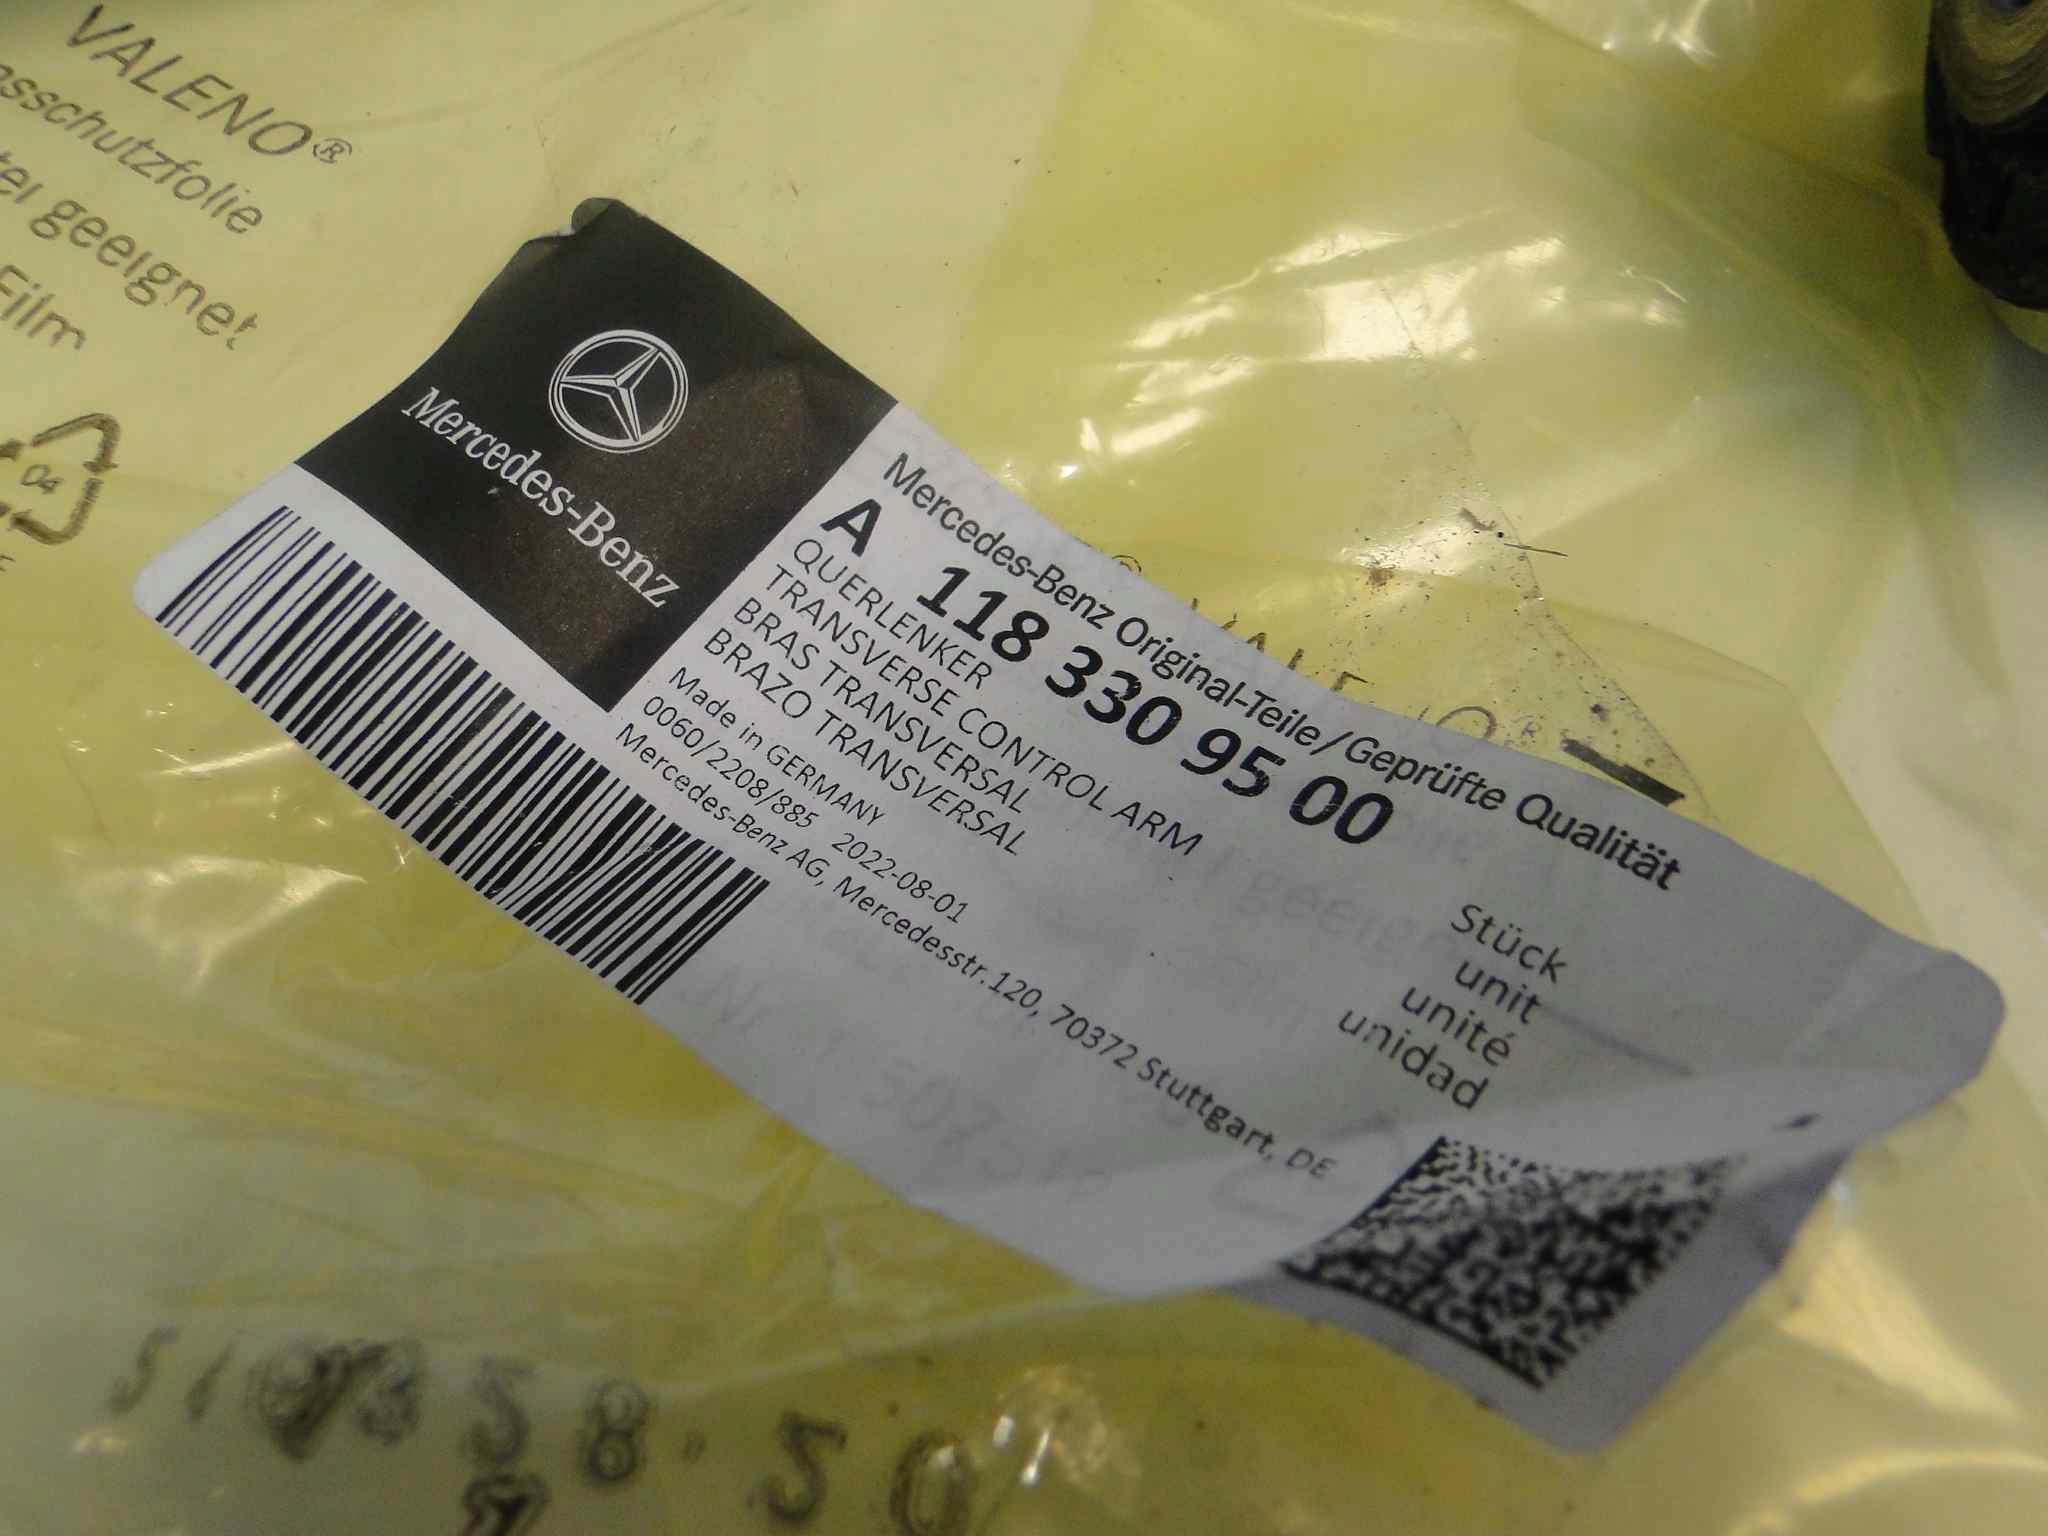 VALENO®
geeignet
Film
04
Mercedes-Benz
Mercedes-Benz Original-Teile/Geprüfte Qualität
A 118 330 95 00
QUERLENKER
TRANSVERSE CONTROL ARM
BRAS TRANSVERSAL
BRAZO TRANSVERSAL
Made in GERMANY
0060/2208/885 2022-08-01
Mercedes-Benz AG, Mercedesstr.120, 70372 Stuttgart, DE
Stück
unit
unité
unidad